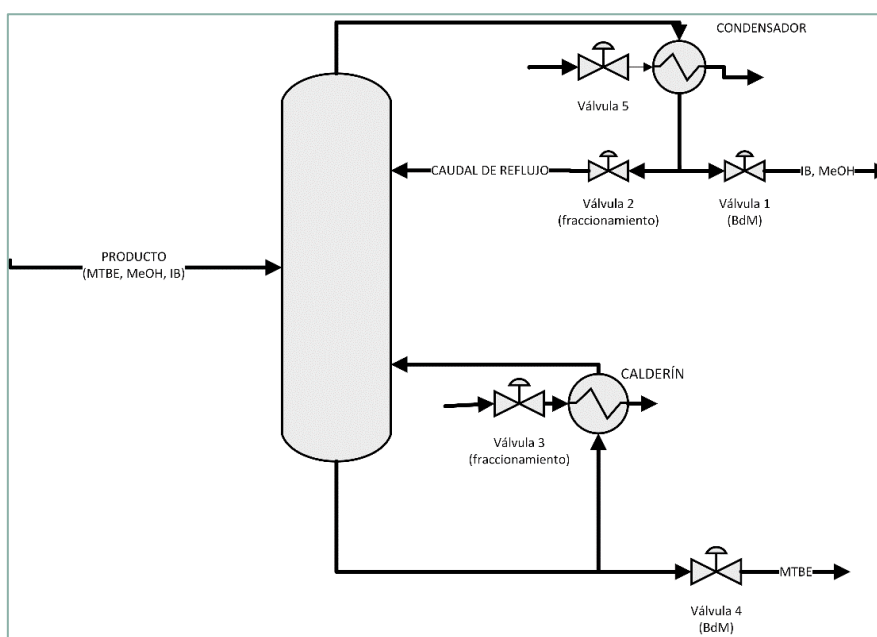 CONDENSADOR
Válvula 5
CAUDAL DE REFLUJO
IB, MeOH
Válvula 2
(fraccionamiento)
Válvula 1
(BdM)
PRODUCTO
(MTBE, MeOH, IB)
CALDERÍN
Válvula 3
(fraccionamiento)
MTBE
Válvula 4
(BdM)